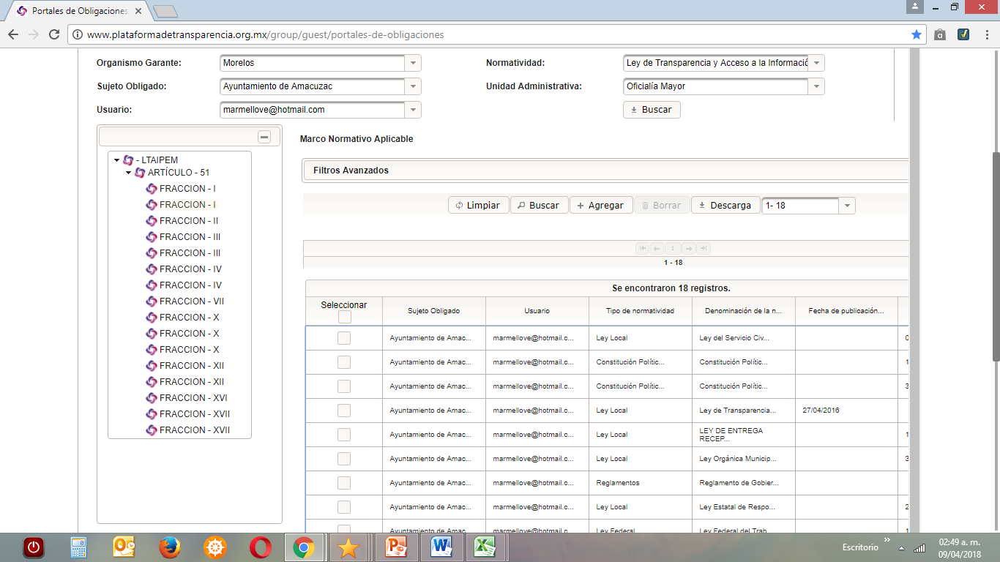 Portales de Obligaciones
www.plataformadetransparencia.org.mx/group/guest/portales-de-obligaciones
Organismo Garante: Morelos Normatividad: Ley de Transparencia y Acceso a la Informació
Sujeto Obligado: Ayuntamiento de Amacuzac Unidad Administrativa: Oficialía Mayor
Usuario: marmellove@hotmail.com Buscar
Marco Normativo Aplicable
- LTAIPEM
ARTÍCULO - 51
FRACCION - I
FRACCION - I
FRACCION - II
FRACCION - III
FRACCION - III
FRACCION - IV
FRACCION - IV
FRACCION - VII
FRACCION - X
FRACCION - X
FRACCION - X
FRACCION - XII
FRACCION - XII
FRACCION - XVI
FRACCION - XVII
FRACCION - XVII
Filtros Avanzados
Limpiar Buscar Agregar Borrar Descarga 1- 18
1
1 - 18
Se encontraron 18 registros.
Seleccionar Sujeto Obligado Usuario Tipo de normatividad Denominación de la n... Fecha de publicación...
Ayuntamiento de Amac... marmellove@hotmail.c... Ley Local Ley del Servicio Civ... 0
Ayuntamiento de Amac... marmellove@hotmail.c... Constitución Polític... Constitución Polític... 1
Ayuntamiento de Amac... marmellove@hotmail.c... Constitución Polític... Constitución Polític... 3
Ayuntamiento de Amac... marmellove@hotmail.c... Ley Local Ley de Transparencia... 27/04/2016
Ayuntamiento de Amac... marmellove@hotmail.c... Ley Local LEY DE ENTREGA RECEP... 1
Ayuntamiento de Amac... marmellove@hotmail.c... Ley Local Ley Orgánica Municip... 3
Ayuntamiento de Amac... marmellove@hotmail.c... Reglamentos Reglamento de Gobier...
Ayuntamiento de Amac... marmellove@hotmail.c... Ley Local Ley Estatal de Respo... 2
Ayuntamiento de Amac... marmellove@hotmail.c... Ley Federal Ley Federal del Trab... 1
Escritorio
02:49 a. m.
09/04/2018